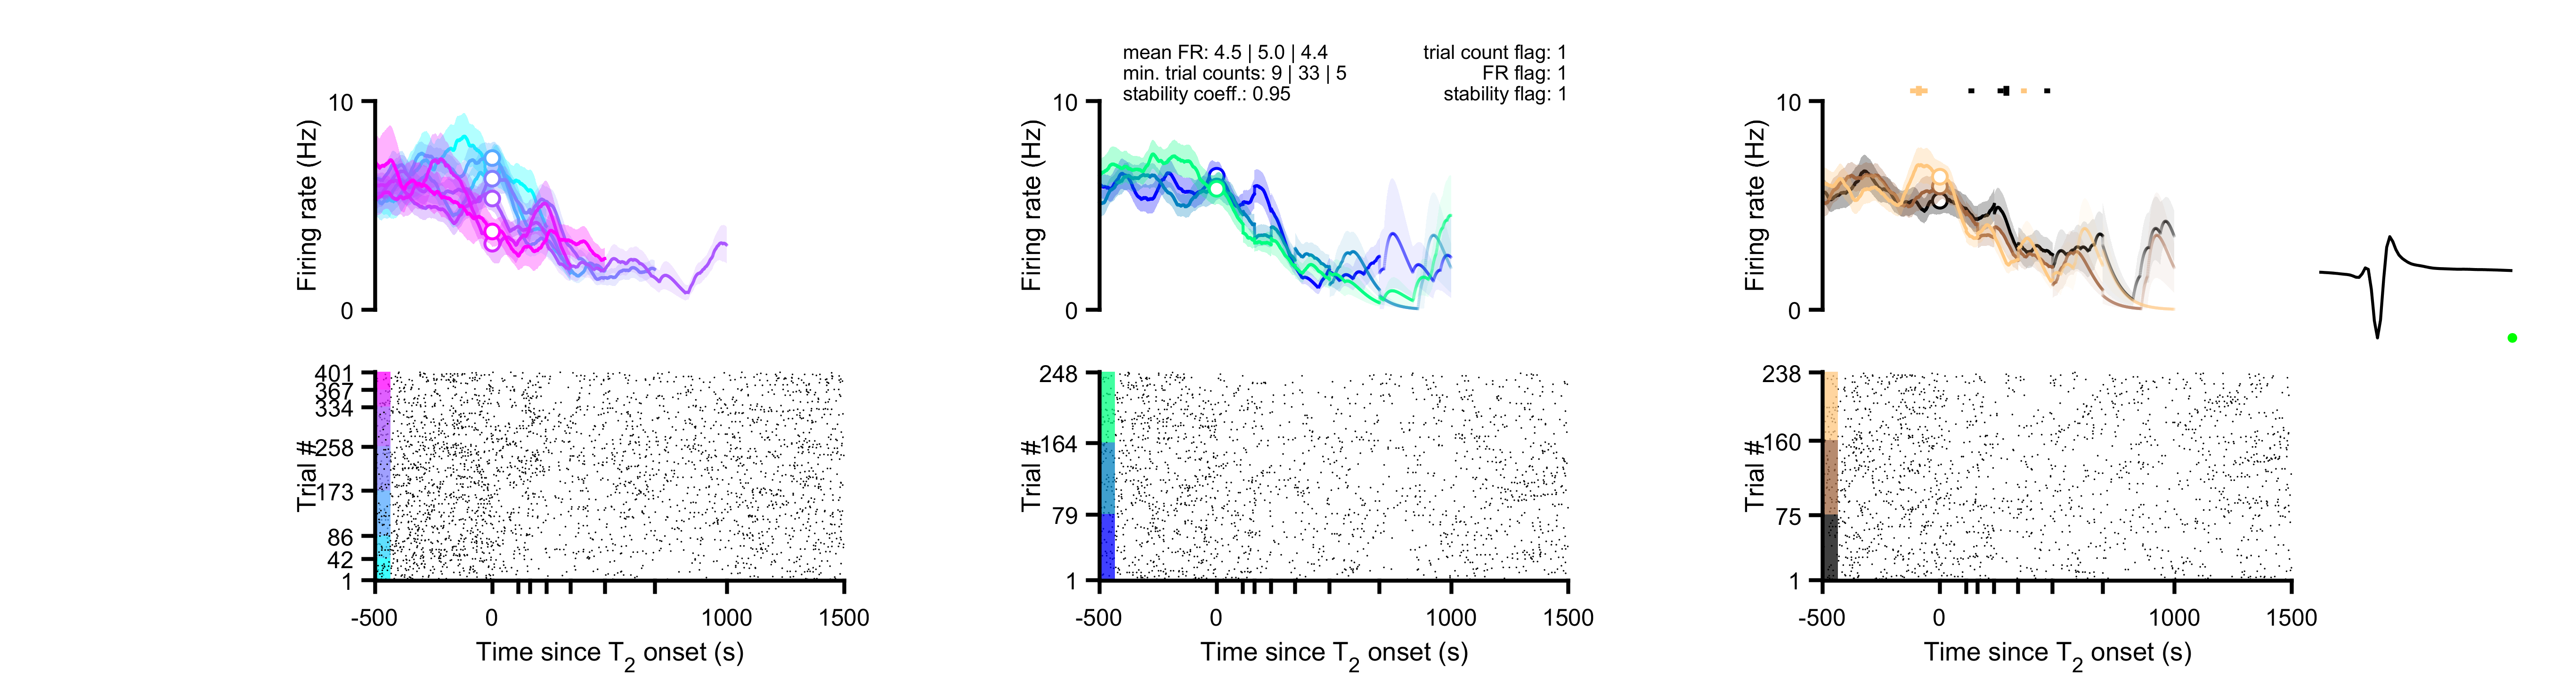 mean FR: 4.5 | 5.0 | 4.4
min. trial counts: 9 | 33 | 5
stability coeff.: 0.95
trial count flag: 1
FR flag: 1
stability flag: 1
Firing rate (Hz)
10
0
Firing rate (Hz)
10
0
Firing rate (Hz)
10
0
Trial #
401
367
334
258
173
86
42
1
-500
0
1000
1500
Time since T2 onset (s)
Trial #
248
164
79
1
-500
0
1000
1500
Time since T2 onset (s)
Trial #
238
160
75
1
-500
0
1000
1500
Time since T2 onset (s)